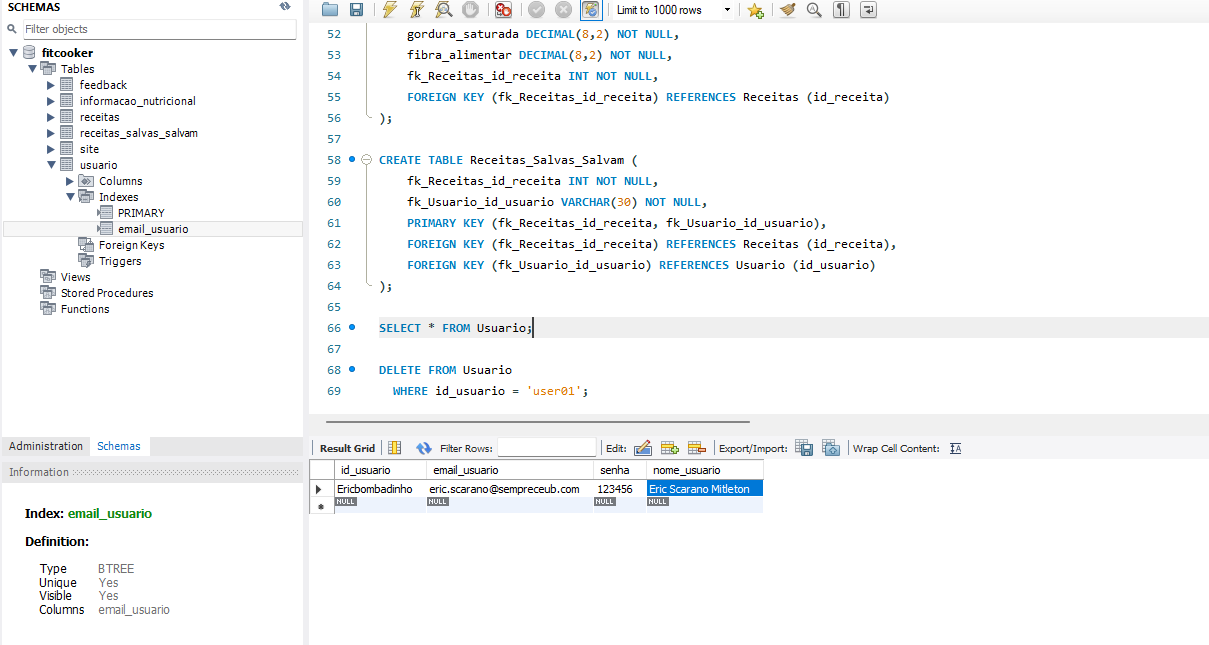 SCHEMAS
Filter objects
fitcooker
Tables
feedback
informacao_nutricional
receitas
receitas_salvas_salvam
site
usuario
Columns
Indexes
PRIMARY
email_usuario
Foreign Keys
Triggers
Views
Stored Procedures
Functions
Administration Schemas
Information
Index: email_usuario
Definition:
Type BTREE
Unique Yes
Visible Yes
Columns email_usuario
Limit to 1000 rows
52 gordura_saturada DECIMAL(8,2) NOT NULL,
53 fibra_alimentar DECIMAL(8,2) NOT NULL,
54 fk_Receitas_id_receita INT NOT NULL,
55 FOREIGN KEY (fk_Receitas_id_receita) REFERENCES Receitas (id_receita)
56 );
57
58 CREATE TABLE Receitas_Salvas_Salvam (
59 fk_Receitas_id_receita INT NOT NULL,
60 fk_Usuario_id_usuario VARCHAR(30) NOT NULL,
61 PRIMARY KEY (fk_Receitas_id_receita, fk_Usuario_id_usuario),
62 FOREIGN KEY (fk_Receitas_id_receita) REFERENCES Receitas (id_receita),
63 FOREIGN KEY (fk_Usuario_id_usuario) REFERENCES Usuario (id_usuario)
64 );
65
66 SELECT * FROM Usuario;
67
68 DELETE FROM Usuario
69 WHERE id_usuario = 'user01';
Result Grid Filter Rows: Edit: Export/Import: Wrap Cell Content:
id_usuario email_usuario senha nome_usuario
Ericbombadinho eric.scarano@sempreceub.com 123456 Eric Scarano Mitleton
NULL NULL NULL NULL